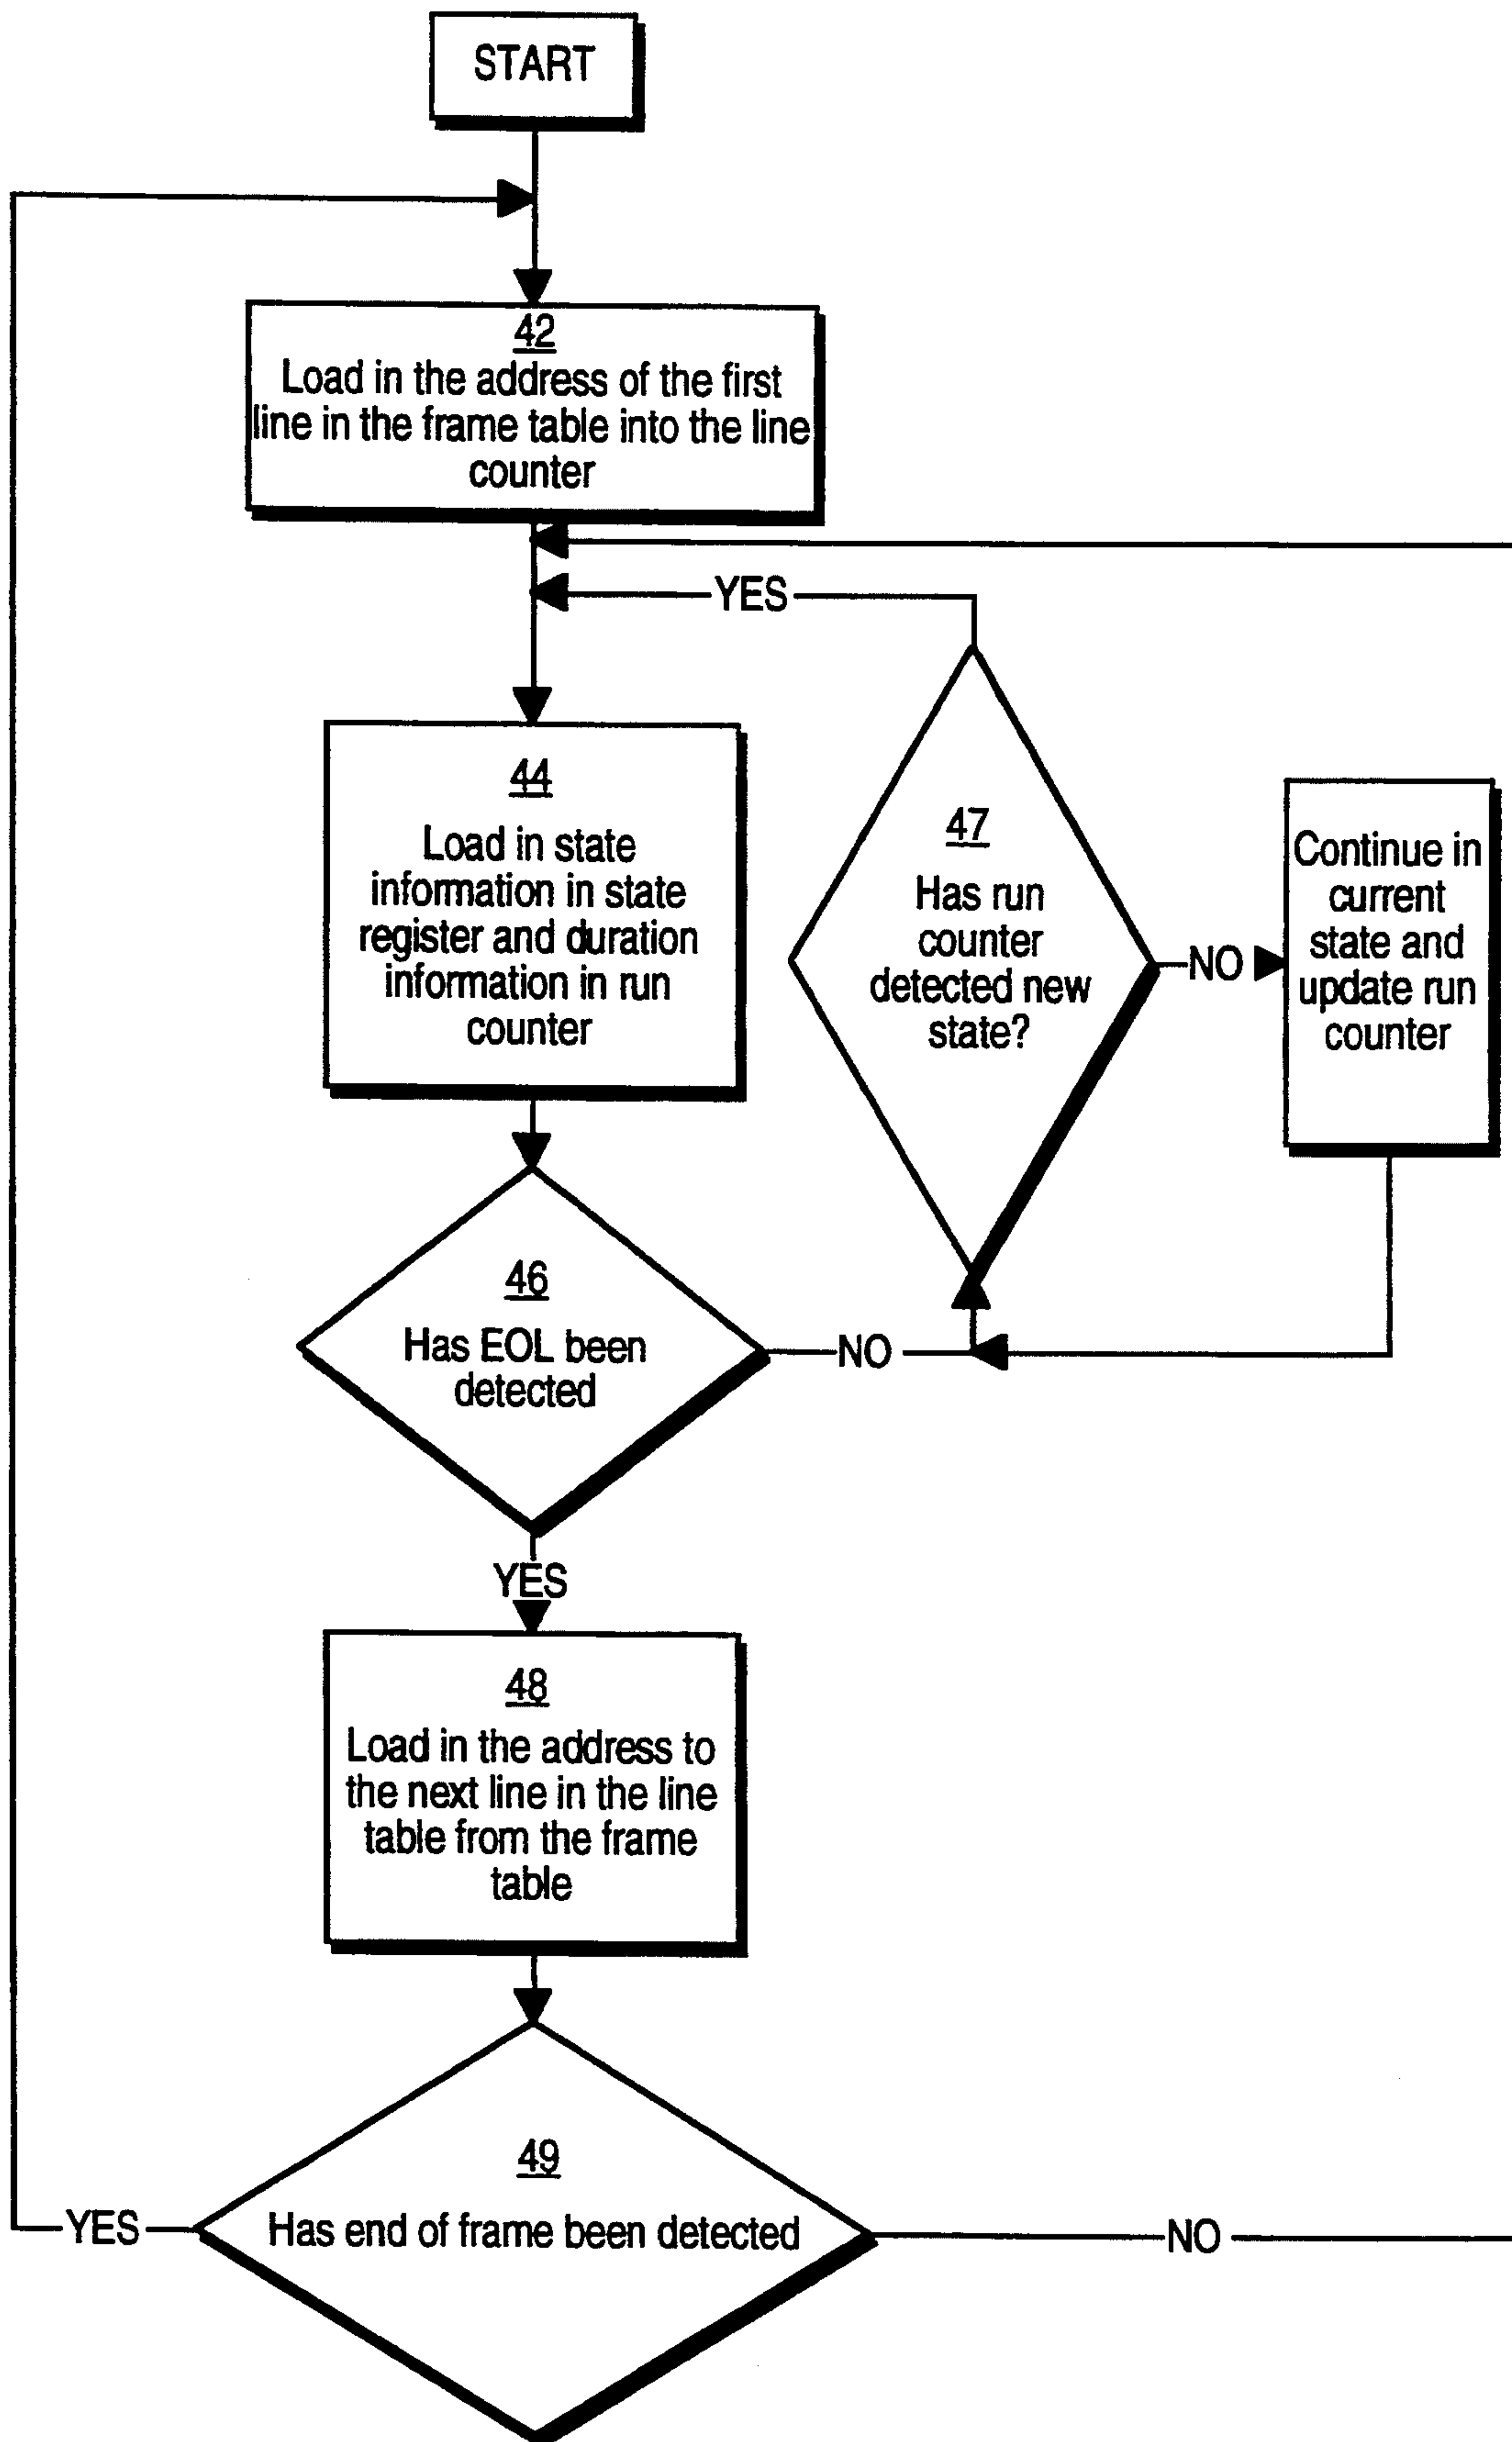 START
42
Load in the address of the first
line in the frame table into the line
counter
YES
44
Load in state
information in state
register and duration
information in run
counter
47
Has run
counter
detected new
state?
NO
Continue in
current
state and
update run
counter
46
Has EOL been
detected
NO
YES
48
Load in the address to
the next line in the line
table from the frame
table
49
Has end of frame been detected
YES
NO